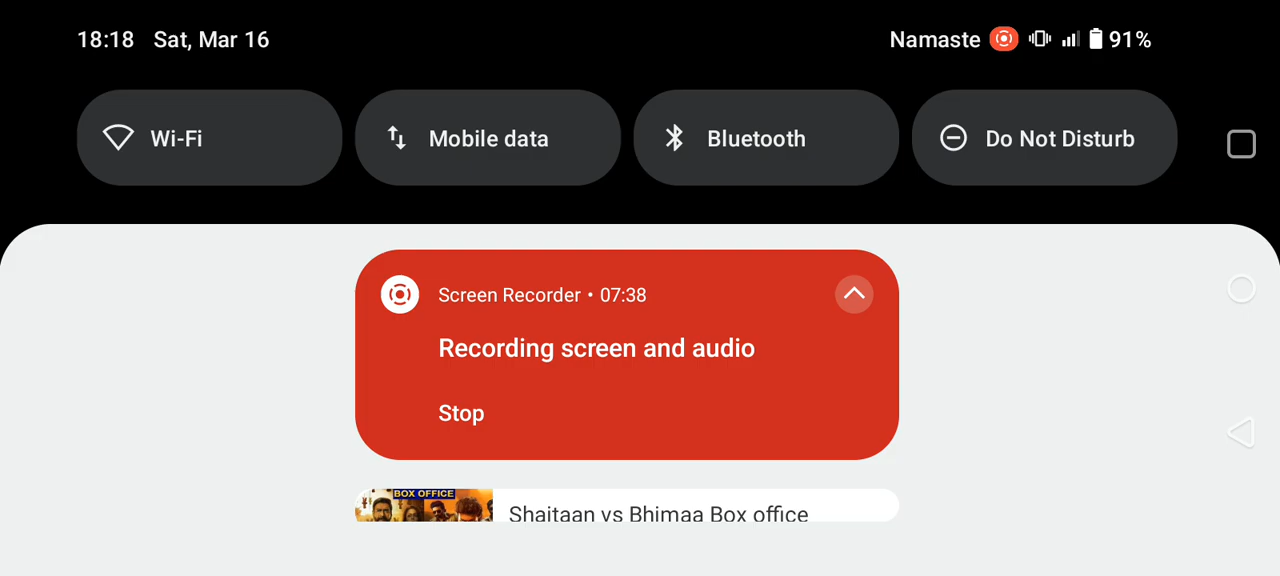 18:18 Sat, Mar 16
Namaste 91%
Wi-Fi
Mobile data
Bluetooth
Do Not Disturb
Screen Recorder • 07:38
Recording screen and audio
Stop
BOX OFFICE
Shaitaan vs Bhimaa Box office